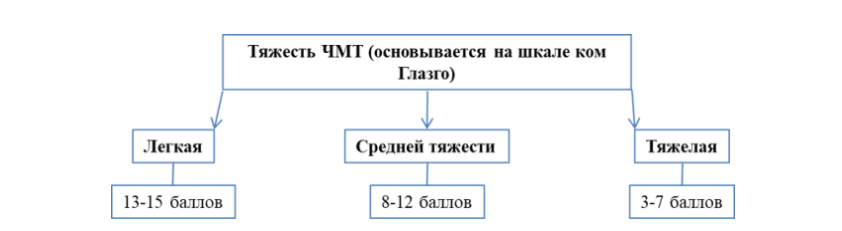 Тяжесть ЧМТ (основывается на шкале ком
Глазго)
Легкая
Средней тяжести
Тяжелая
13-15 баллов
8-12 баллов
3-7 баллов